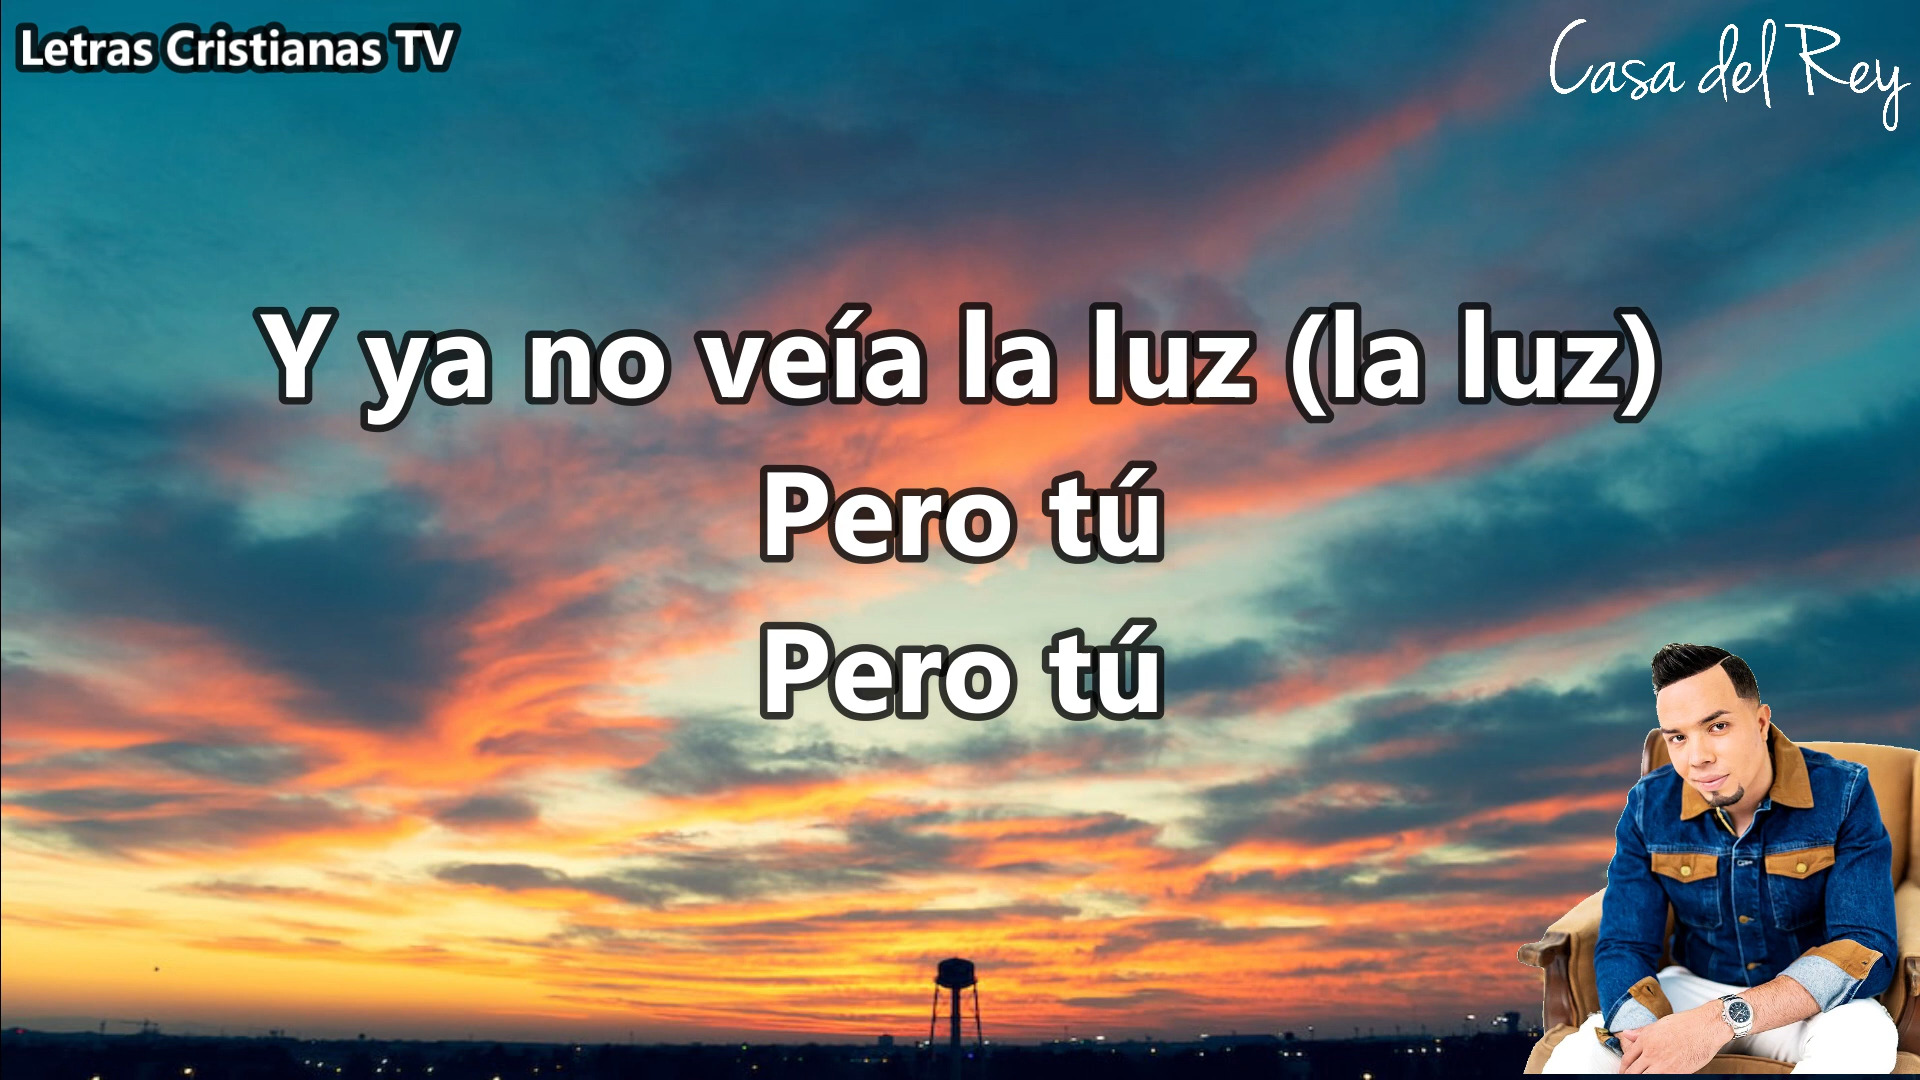 Letras Cristianas TV
Casa del Rey
Y ya no veía la luz (la luz)
Pero tú
Pero tú